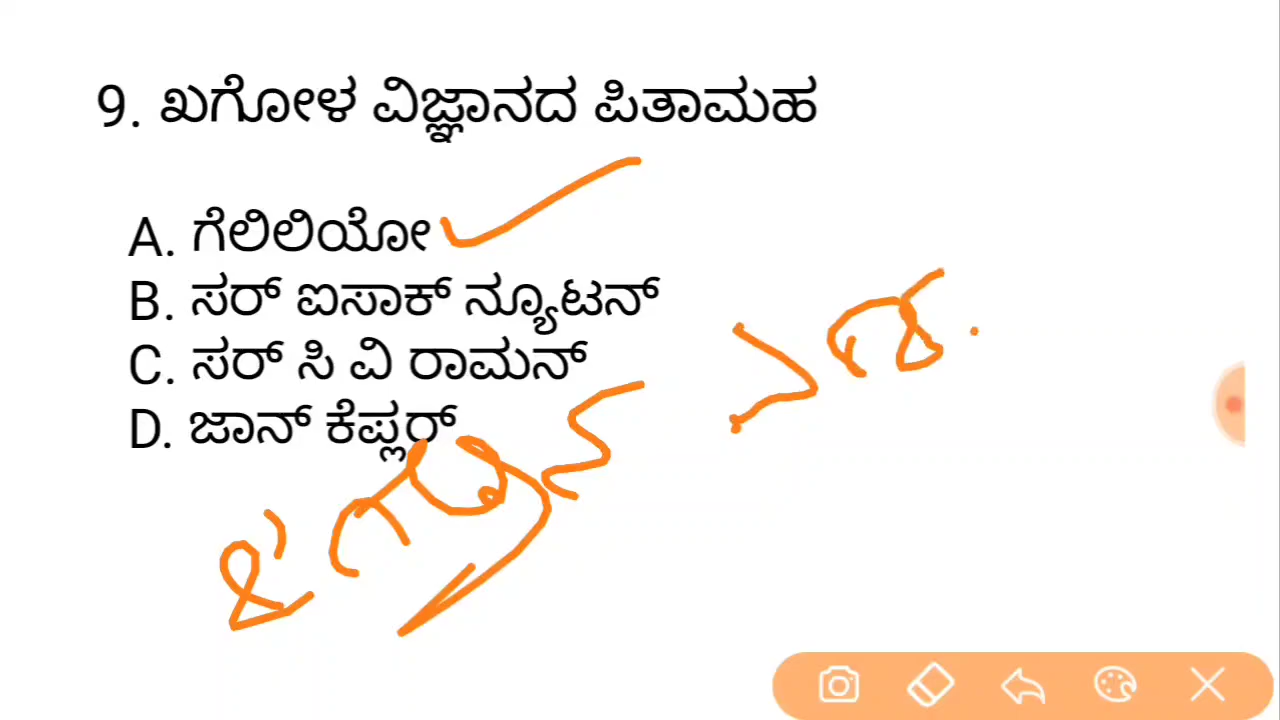 9. ಖಗೋಳ ವಿಜ್ಞಾನದ ಪಿತಾಮಹ
A. ಗೆಲಿಲಿಯೋ
B. ಸರ್ ಐಸಾಕ್ ನ್ಯೂಟನ್
C. ಸರ್ ಸಿ ವಿ ರಾಮನ್
D. ಜಾನ್ ಕೆಪ್ಲರ್